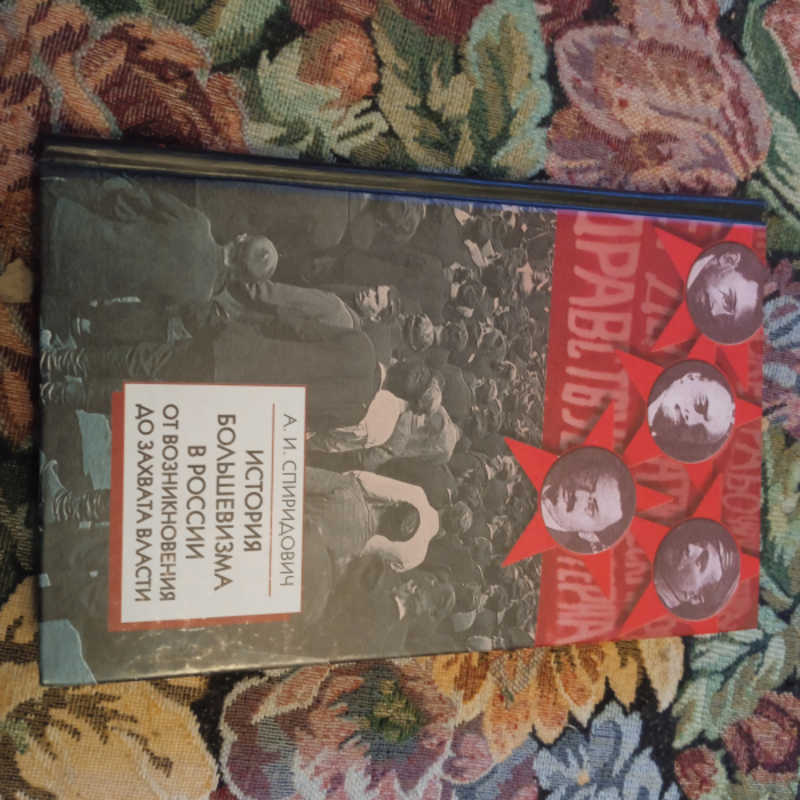 А. И. СПИРИДОВИЧ
ИСТОРИЯ
БОЛЬШЕВИЗМА
В РОССИИ
ОТ ВОЗНИКНОВЕНИЯ
ДО ЗАХВАТА ВЛАСТИ